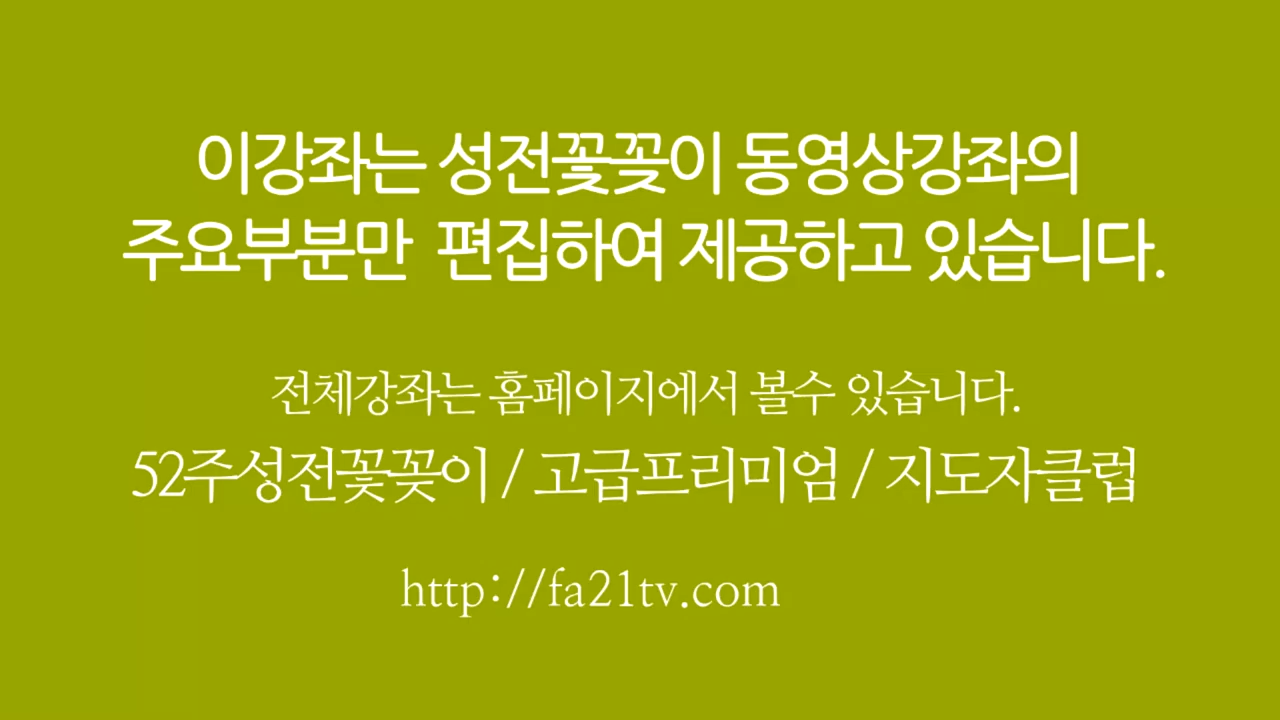 이강좌는 성전꽃꽂이 동영상강좌의
주요부분만 편집하여 제공하고 있습니다.
전체강좌는 홈페이지에서 볼수 있습니다.
52주성전꽃꽂이 / 고급프리미엄 / 지도자클럽
http://fa21tv.com